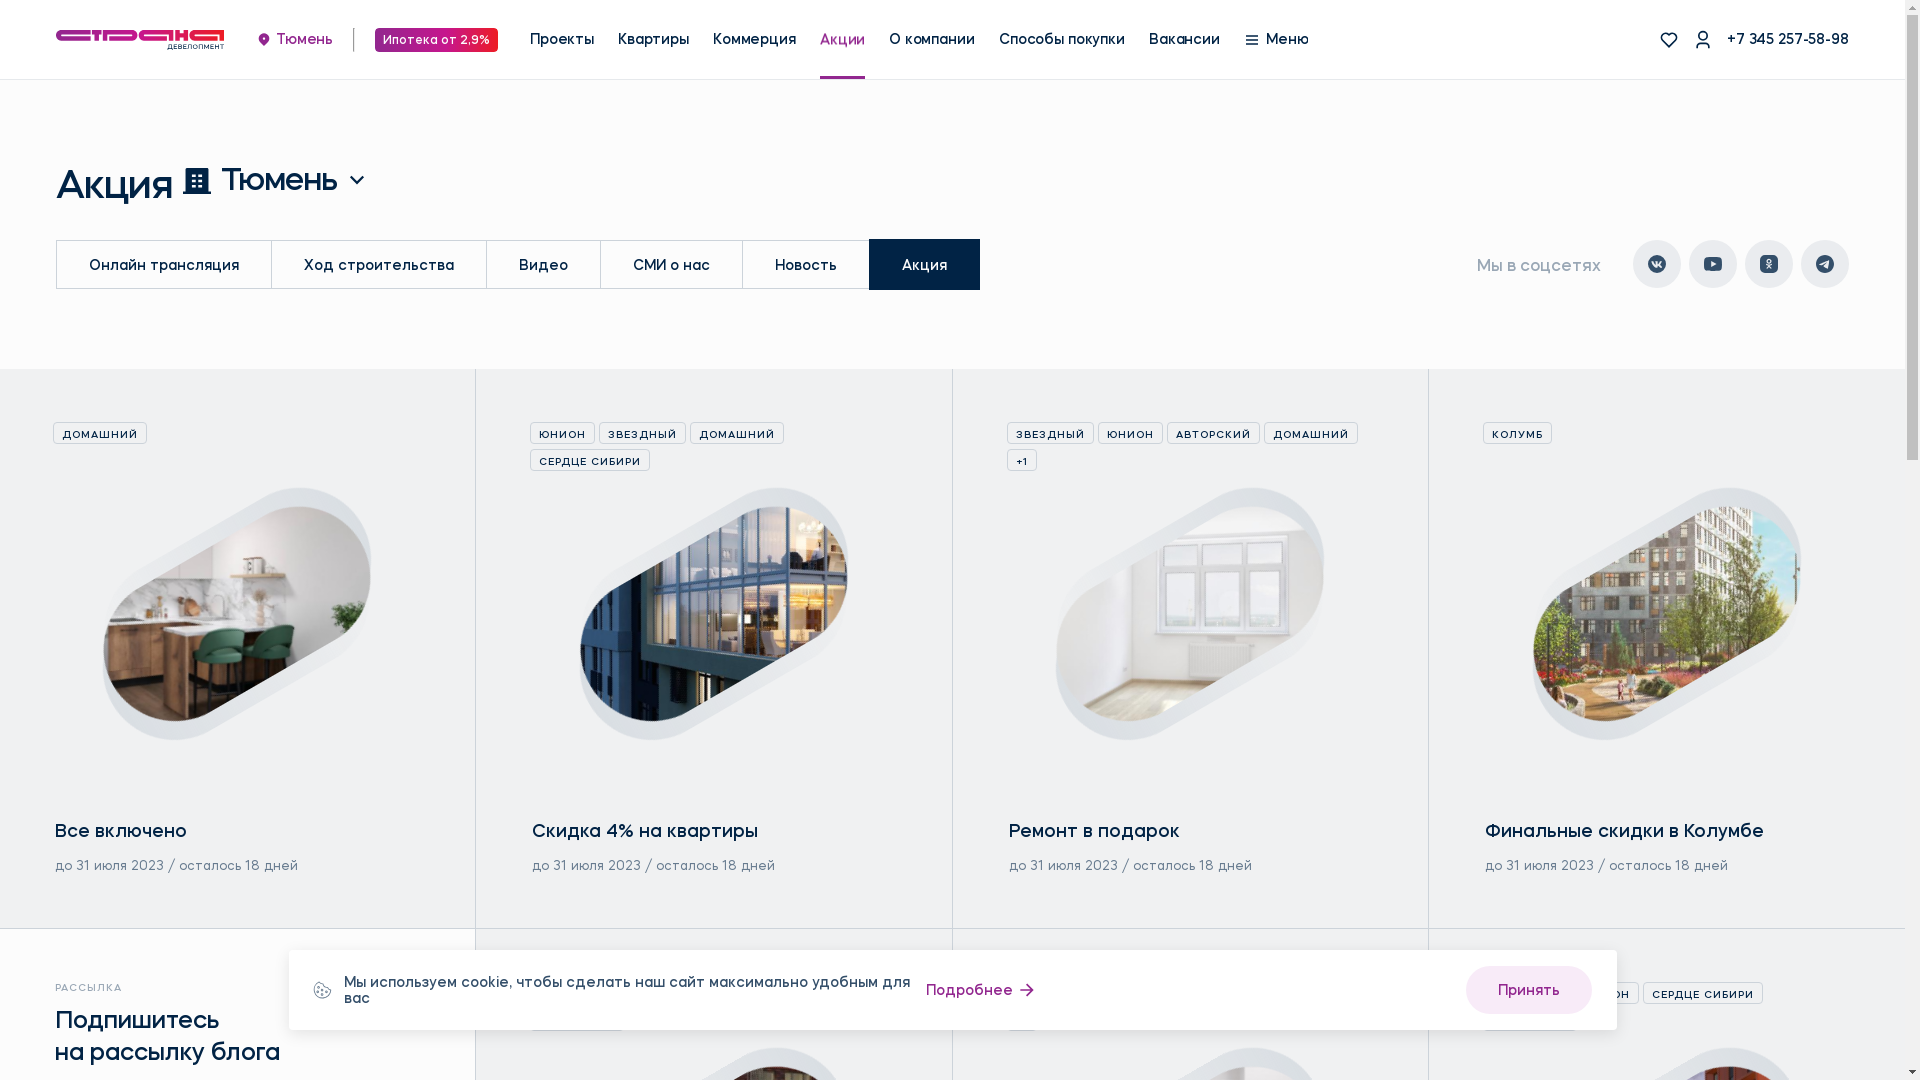 страна
ДЕВЕЛОПМЕНТ
Тюмень
Ипотека от 2,9%
Проекты
Квартиры
Коммерция
Акции
О компании
Способы покупки
Вакансии
Меню
+7 345 257-58-98
Акция Тюмень
Онлайн трансляция
Ход строительства
Видео
СМИ о нас
Новость
Акция
Мы в соцсетях
ДОМАШНИЙ
ЮНИОН ЗВЕЗДНЫЙ ДОМАШНИЙ
СЕРДЦЕ СИБИРИ
ЗВЕЗДНЫЙ ЮНИОН АВТОРСКИЙ ДОМАШНИЙ
+1
КОЛУМБ
Все включено
до 31 июля 2023 / осталось 18 дней
Скидка 4% на квартиры
до 31 июля 2023 / осталось 18 дней
Ремонт в подарок
до 31 июля 2023 / осталось 18 дней
Финальные скидки в Колумбе
до 31 июля 2023 / осталось 18 дней
РАССЫЛКА
Подпишитесь
на рассылку блога
СЕРДЦЕ СИБИРИ
Мы используем cookie, чтобы сделать наш сайт максимально удобным для
вас
Подробнее
Принять